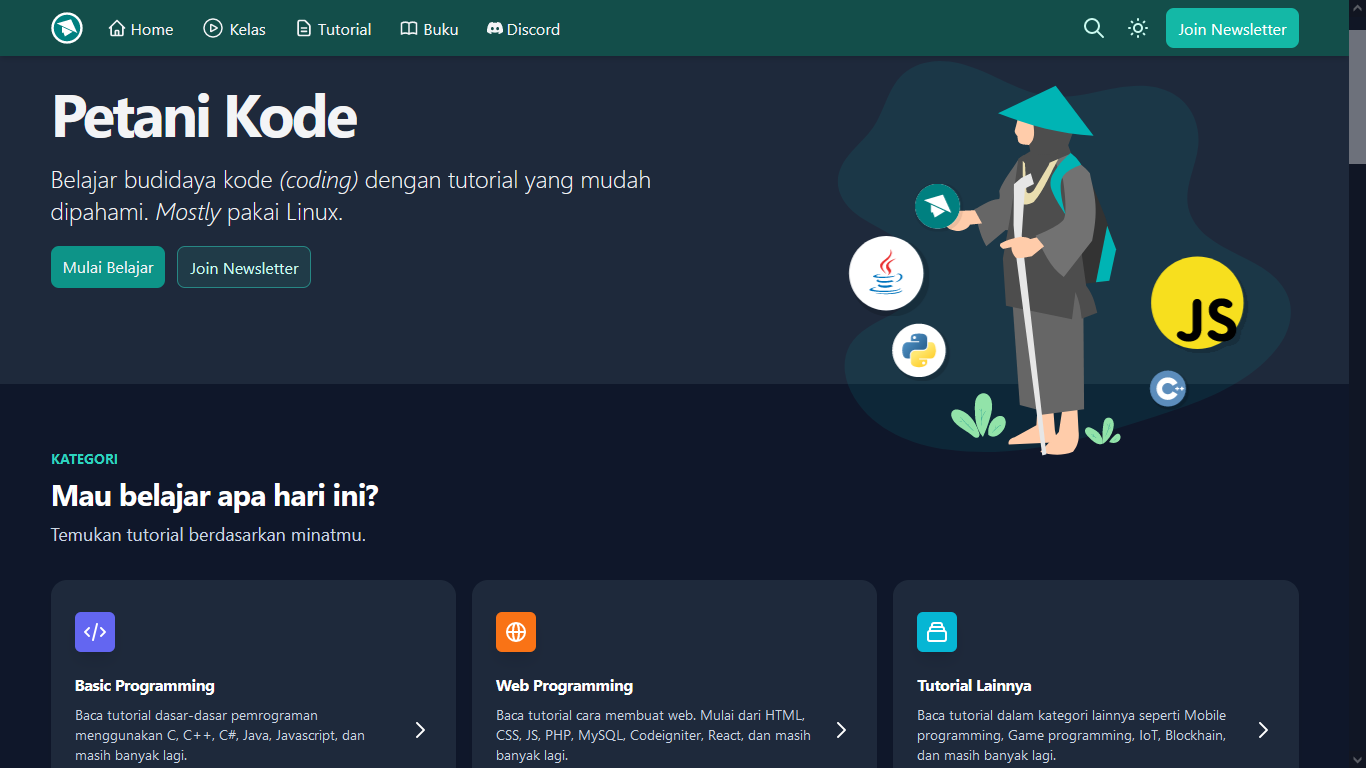 Home Kelas Tutorial Buku Discord Join Newsletter
Petani Kode
Belajar budidaya kode (coding) dengan tutorial yang mudah
dipahami. Mostly pakai Linux.
Mulai Belajar Join Newsletter
JS
C++
KATEGORI
Mau belajar apa hari ini?
Temukan tutorial berdasarkan minatmu.
Basic Programming
Baca tutorial dasar-dasar pemrograman
menggunakan C, C++, C#, Java, Javascript, dan
masih banyak lagi.
Web Programming
Baca tutorial cara membuat web. Mulai dari HTML,
CSS, JS, PHP, MySQL, Codeigniter, React, dan masih
banyak lagi.
Tutorial Lainnya
Baca tutorial dalam kategori lainnya seperti Mobile
programming, Game programming, IoT, Blockhain,
dan masih banyak lagi.